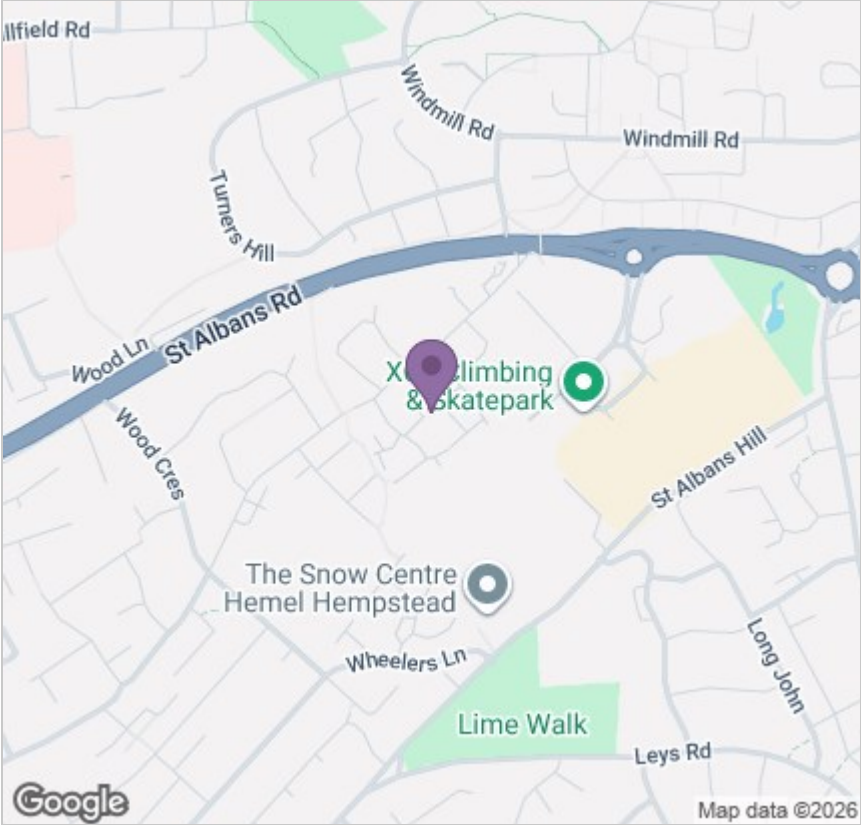 llfield Rd
Windmill Rd
Windmill Rd
Turners Hill
St Albans Rd
Wood Ln
Climbing
& Skatepark
Wood Cres
St Albans Hill
The Snow Centre
Hemel Hempstead
Wheelers Ln
Long John
Lime Walk
Leys Rd
Google
Map data ©2026